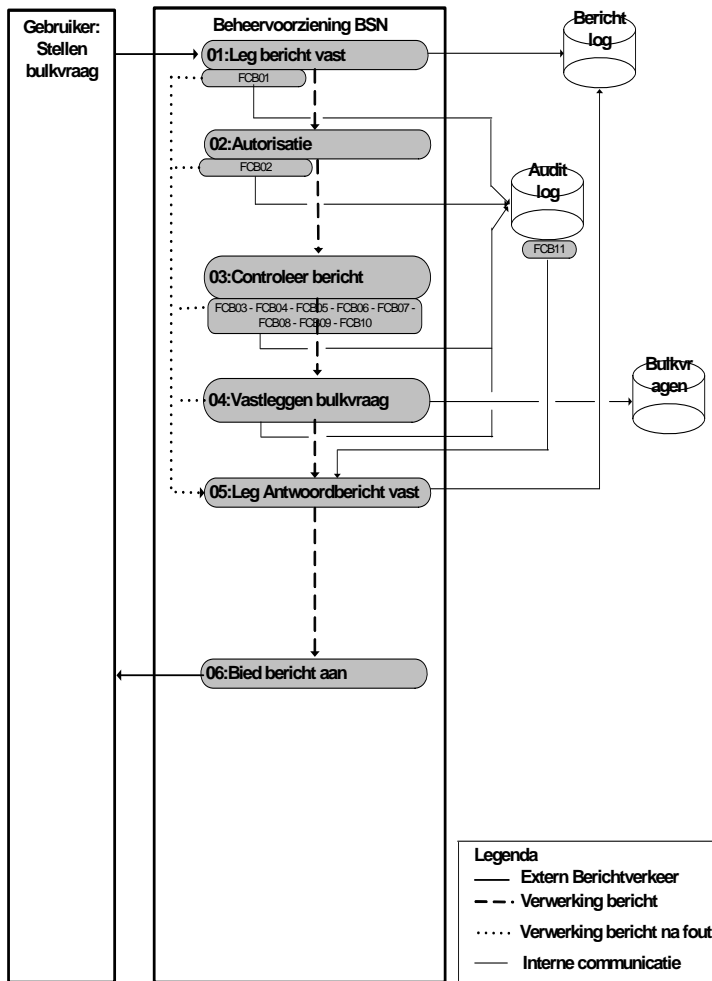 Gebruiker:
Stellen
bulkvraag
Beheervoorziening BSN
01:Leg bericht vast
FCB01
02:Autorisatie
FCB02
03:Controleer bericht
FCB03 - FCB04 - FCB05 - FCB06 - FCB07 -
FCB08 - FCB09 - FCB10
04:Vastleggen bulkvraag
05:Leg Antwoordbericht vast
06:Bied bericht aan
Bericht
log
Audit
log
FCB11
Bulkvr
agen
Legenda
Extern Berichtverkeer
Verwerking bericht
Verwerking bericht na fout
Interne communicatie